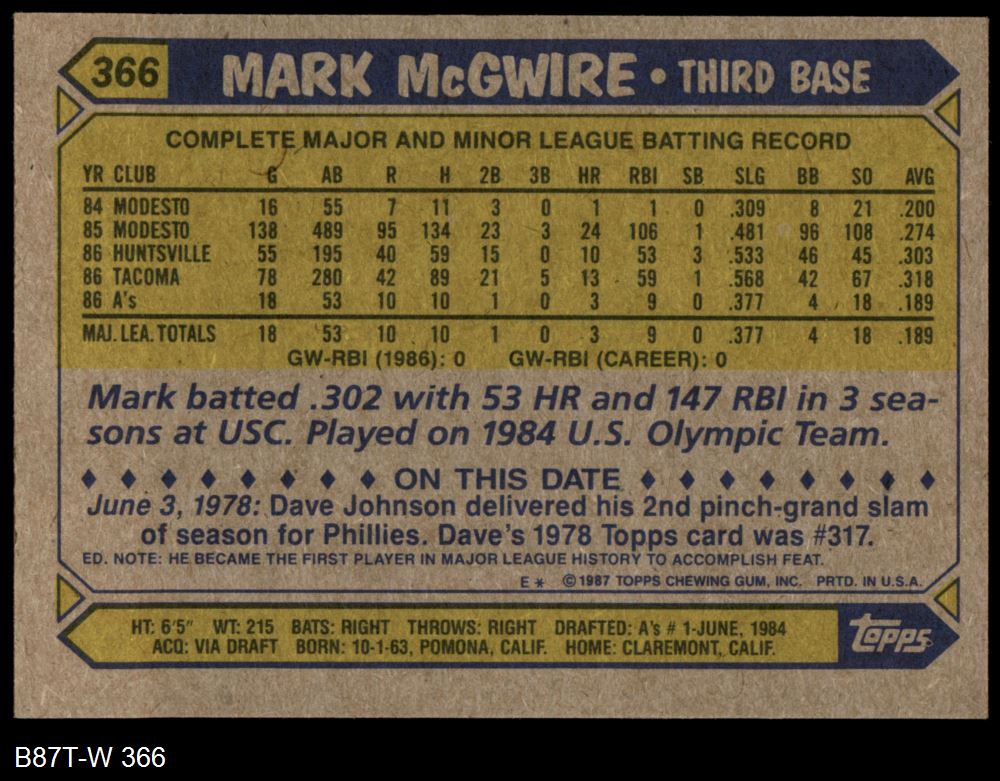 366 MARK McGWIRE • THIRD BASE
COMPLETE MAJOR AND MINOR LEAGUE BATTING RECORD
YR CLUB G AB R H 2B 3B HR RBI SB SLG BB SO AVG
84 MODESTO 16 55 7 11 3 0 1 1 0 .309 8 21 .200
85 MODESTO 138 489 95 134 23 3 24 106 1 .481 96 108 .274
86 HUNTSVILLE 55 195 40 59 15 0 10 53 3 .533 46 45 .303
86 TACOMA 78 280 42 89 21 5 13 59 1 .568 42 67 .318
86 A's 18 53 10 10 1 0 3 9 0 .377 4 18 .189
MAJ. LEA. TOTALS 18 53 10 10 1 0 3 9 0 .377 4 18 .189
GW-RBI (1986): 0 GW-RBI (CAREER): 0
Mark batted .302 with 53 HR and 147 RBI in 3 sea-
sons at USC. Played on 1984 U.S. Olympic Team.
♦ ♦ ♦ ♦ ♦ ♦ ♦ ♦ ON THIS DATE ♦ ♦ ♦ ♦ ♦ ♦ ♦ ♦
June 3, 1978: Dave Johnson delivered his 2nd pinch-grand slam
of season for Phillies. Dave's 1978 Topps card was #317.
ED. NOTE: HE BECAME THE FIRST PLAYER IN MAJOR LEAGUE HISTORY TO ACCOMPLISH FEAT.
E * © 1987 TOPPS CHEWING GUM, INC. PRTD. IN U.S.A.
HT: 6'5" WT: 215 BATS: RIGHT THROWS: RIGHT DRAFTED: A's # 1-JUNE, 1984
ACQ: VIA DRAFT BORN: 10-1-63, POMONA, CALIF. HOME: CLAREMONT, CALIF.
Topps
B87T-W 366